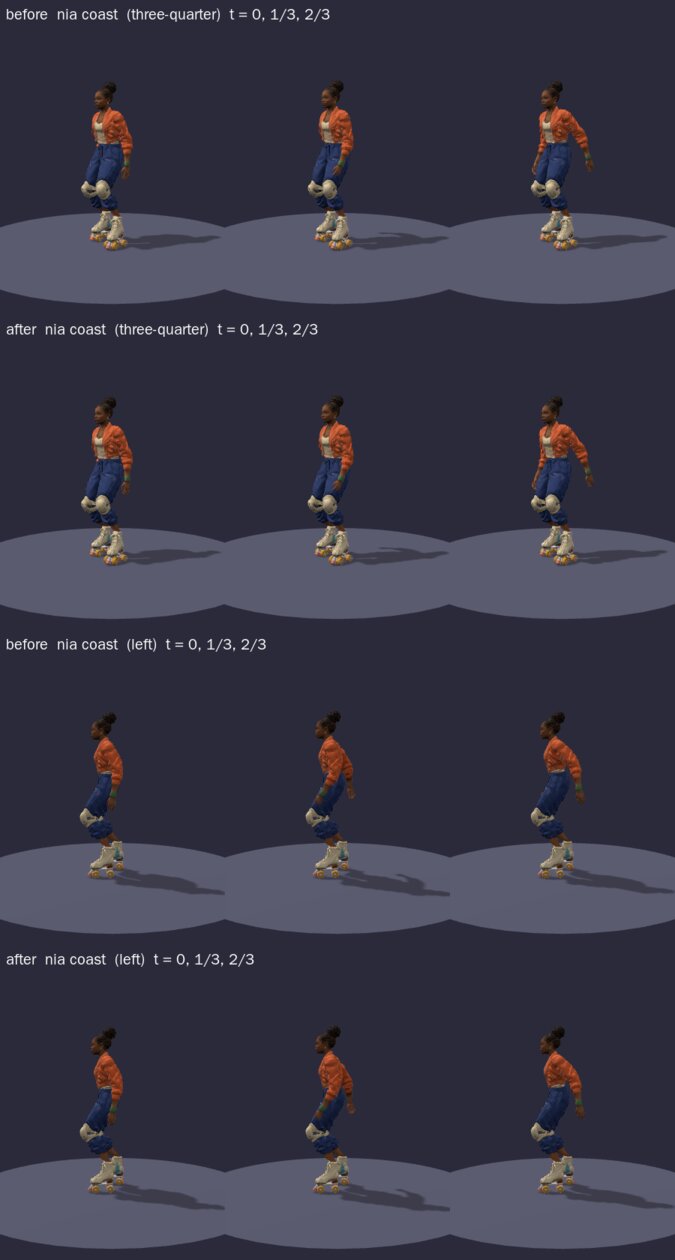 before  nia coast  (three-quarter)  t = 0, 1/3, 2/3
after  nia coast  (three-quarter)  t = 0, 1/3, 2/3
before  nia coast  (left)  t = 0, 1/3, 2/3
after  nia coast  (left)  t = 0, 1/3, 2/3